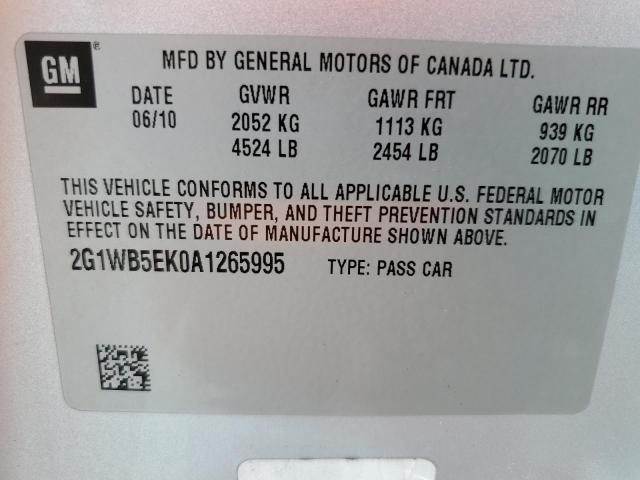 GM®
MFD BY GENERAL MOTORS OF CANADA LTD.
DATE GVWR GAWR FRT GAWR RR
06/10 2052 KG 1113 KG 939 KG
4524 LB 2454 LB 2070 LB
THIS VEHICLE CONFORMS TO ALL APPLICABLE U.S. FEDERAL MOTOR
VEHICLE SAFETY, BUMPER, AND THEFT PREVENTION STANDARDS IN
EFFECT ON THE DATE OF MANUFACTURE SHOWN ABOVE.
2G1WB5EK0A1265995 TYPE: PASS CAR